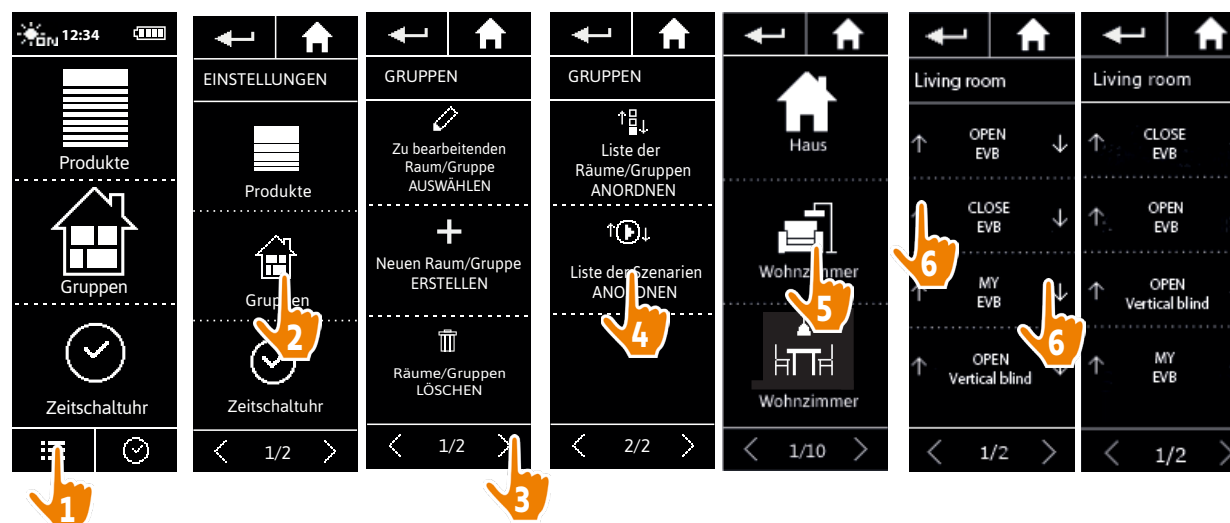 ON 12:34
Produkte
Gruppen
Zeitschaltuhr
1
EINSTELLUNGEN
Produkte
Gruppen
2
Zeitschaltuhr
1/2
GRUPPEN
Zu bearbeitenden
Raum/Gruppe
AUSWÄHLEN
Neuen Raum/Gruppe
ERSTELLEN
Räume/Gruppen
LÖSCHEN
1/2
3
GRUPPEN
Liste der
Räume/Gruppen
ANORDNEN
Liste der Szenarien
ANORDNEN
4
2/2
Haus
Wohnzimmer
5
Wohnzimmer
1/10
Living room
OPEN
EVB
CLOSE
EVB
6
MY
EVB
6
OPEN
Vertical blind
1/2
Living room
CLOSE
EVB
OPEN
EVB
OPEN
Vertical blind
MY
EVB
1/2